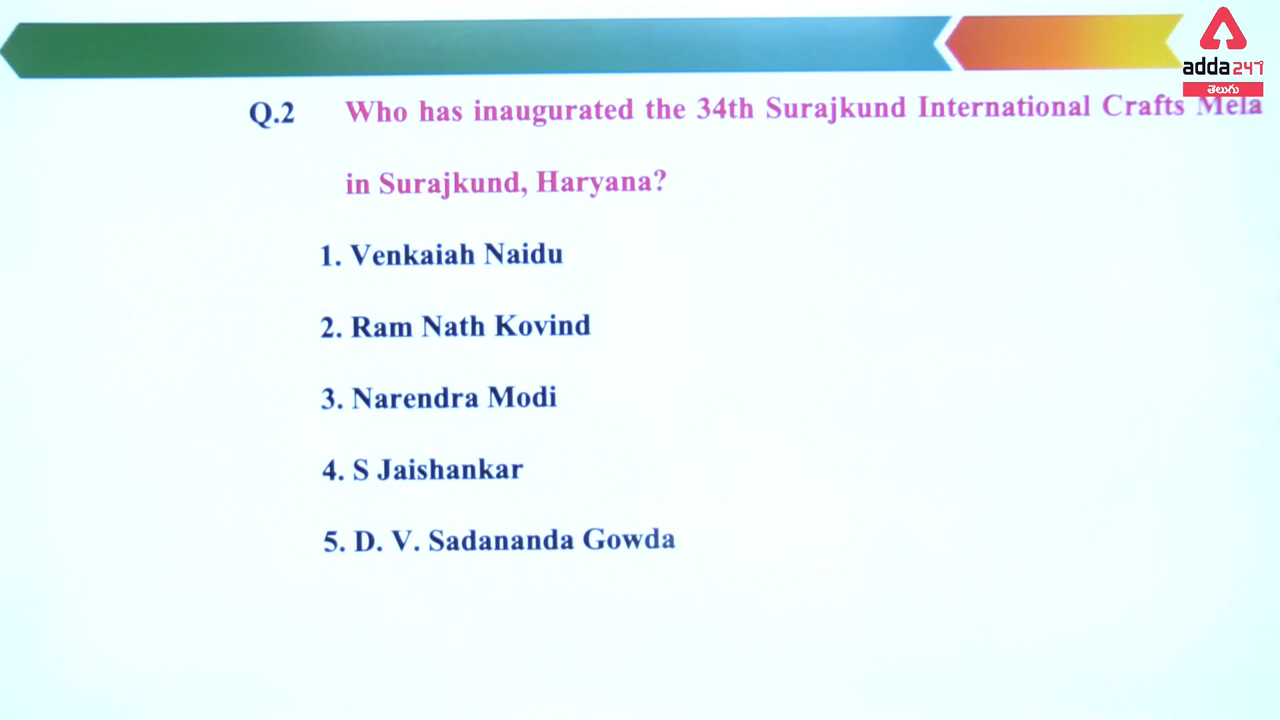 adda247
తెలుగు
Q.2 Who has inaugurated the 34th Surajkund International Crafts Mela
in Surajkund, Haryana?
1. Venkaiah Naidu
2. Ram Nath Kovind
3. Narendra Modi
4. S Jaishankar
5. D. V. Sadananda Gowda